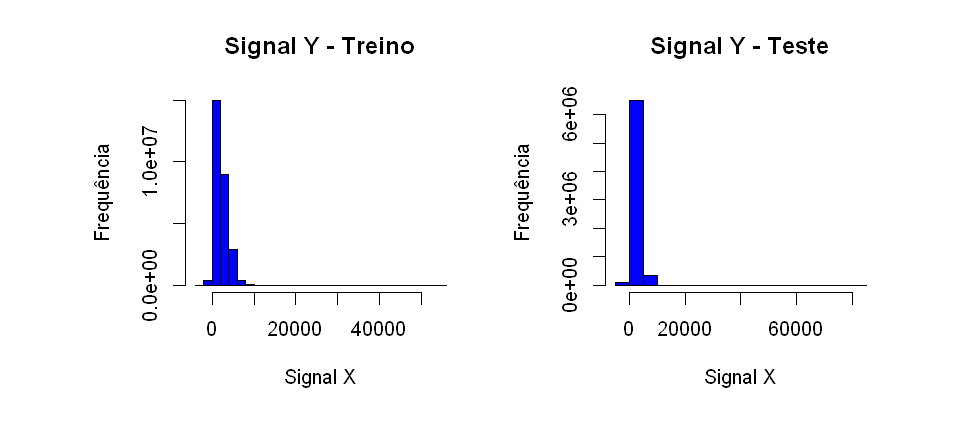 Signal Y - Treino
Frequência
0.0e+00 1.0e+07
0 20000 40000
Signal X
Signal Y - Teste
Frequência
0e+00 3e+06 6e+06
0 20000 60000
Signal X